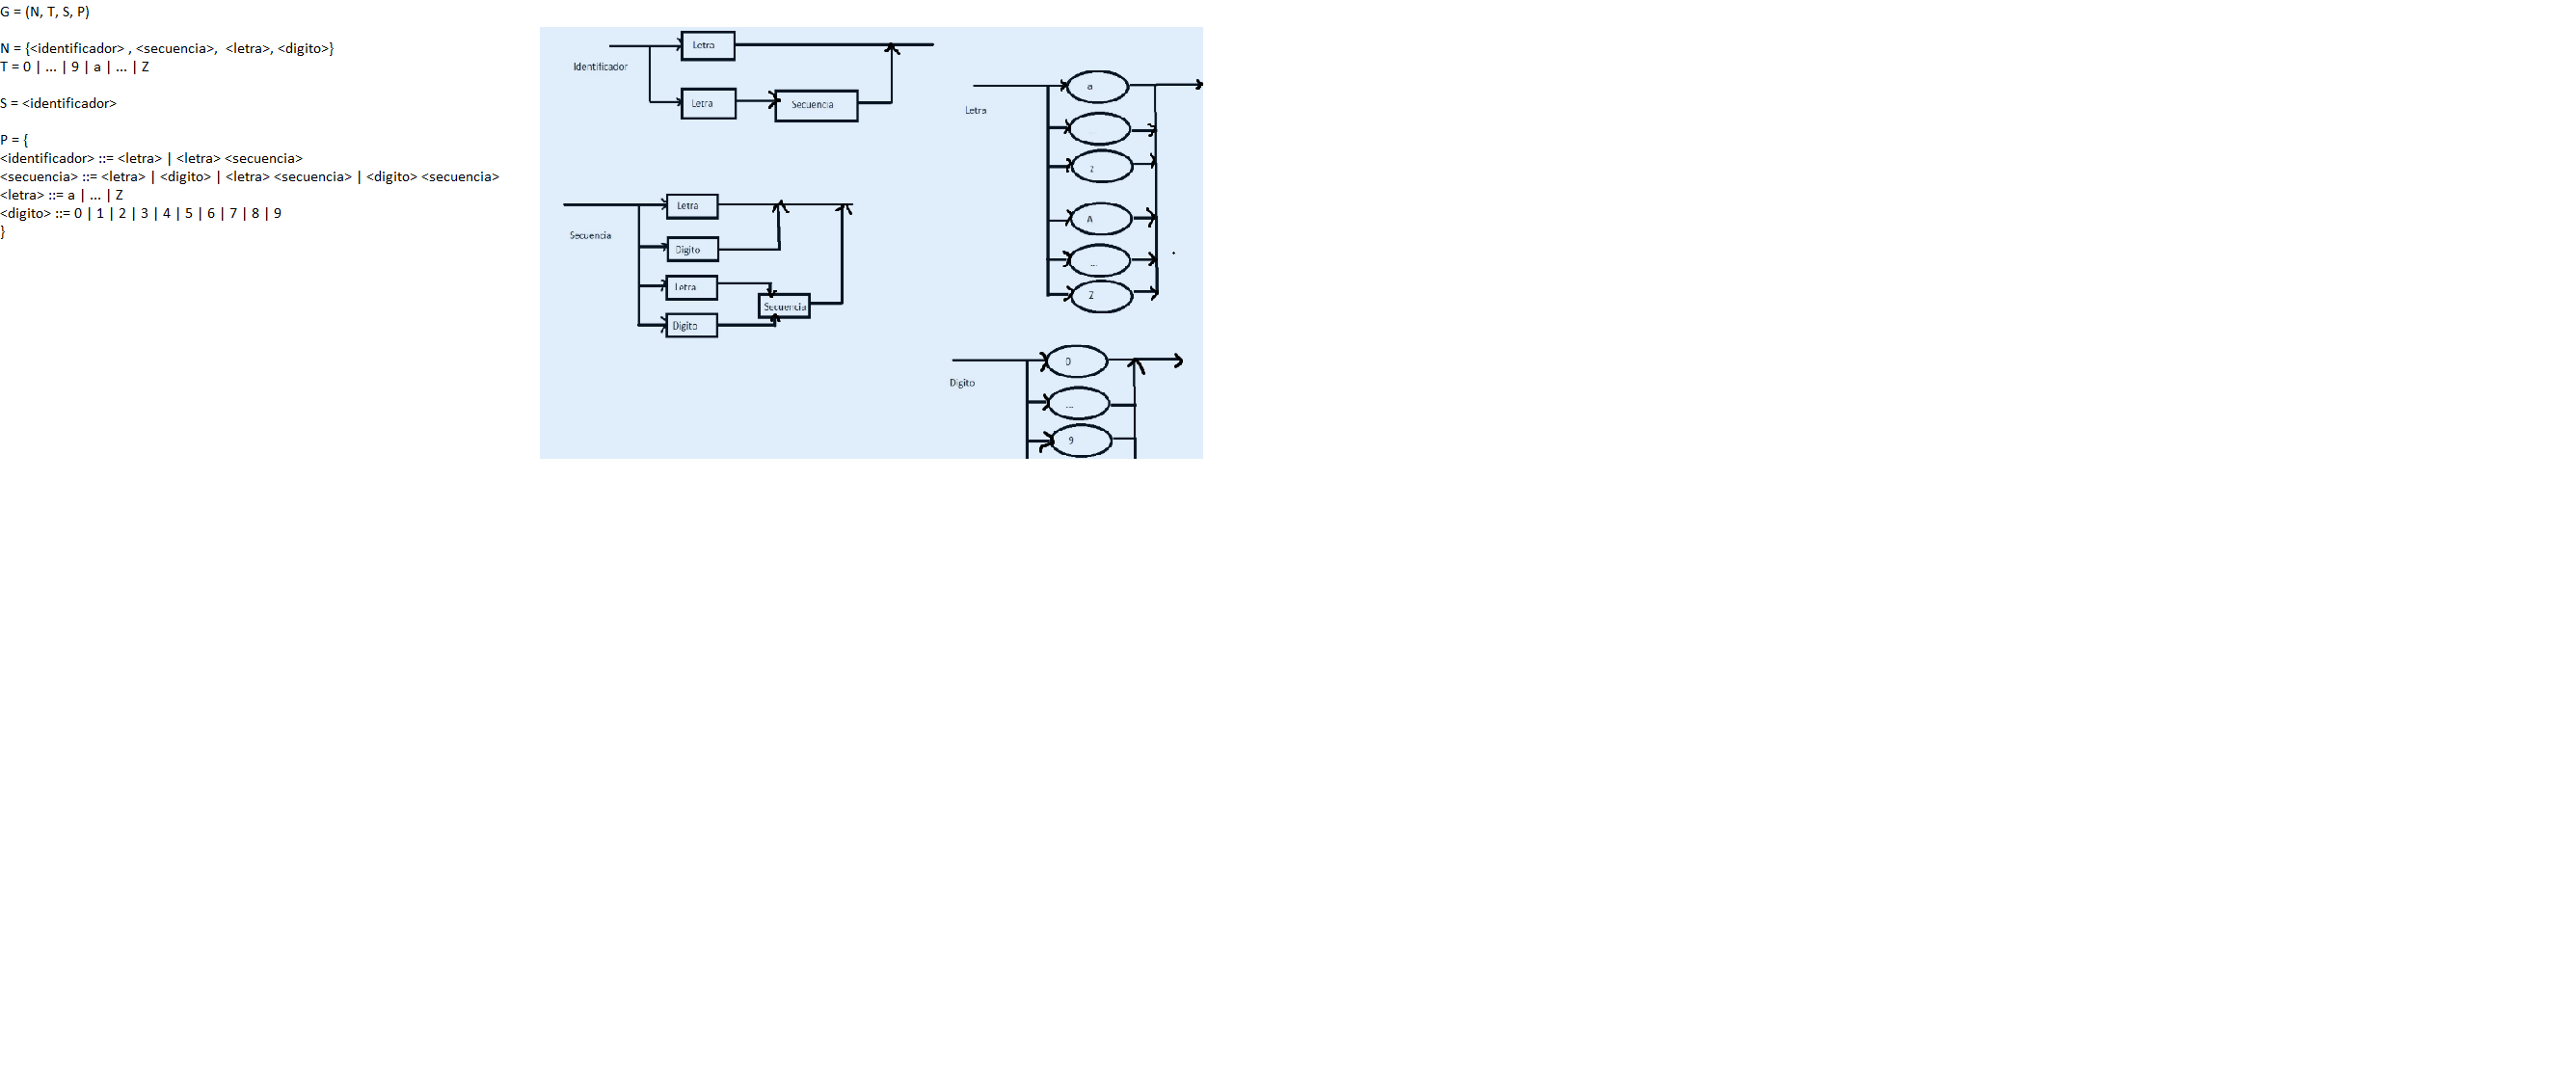 G = (N, T, S, P)
N = {<identificador> , <secuencia>,  <letra>, <digito>}
T = 0 | ... | 9 | a | ... | Z
S = <identificador>
P = {
<identificador> ::= <letra> | <letra> <secuencia>
<secuencia> ::= <letra> | <digito> | <letra> <secuencia> | <digito> <secuencia>
<letra> ::= a | ... | Z
<digito> ::= 0 | 1 | 2 | 3 | 4 | 5 | 6 | 7 | 8 | 9
}
Identificador
Letra
Letra
Secuencia
Secuencia
Letra
Digito
Letra
Digito
Secuencia
Letra
a
...
z
A
...
Z
Digito
0
...
9